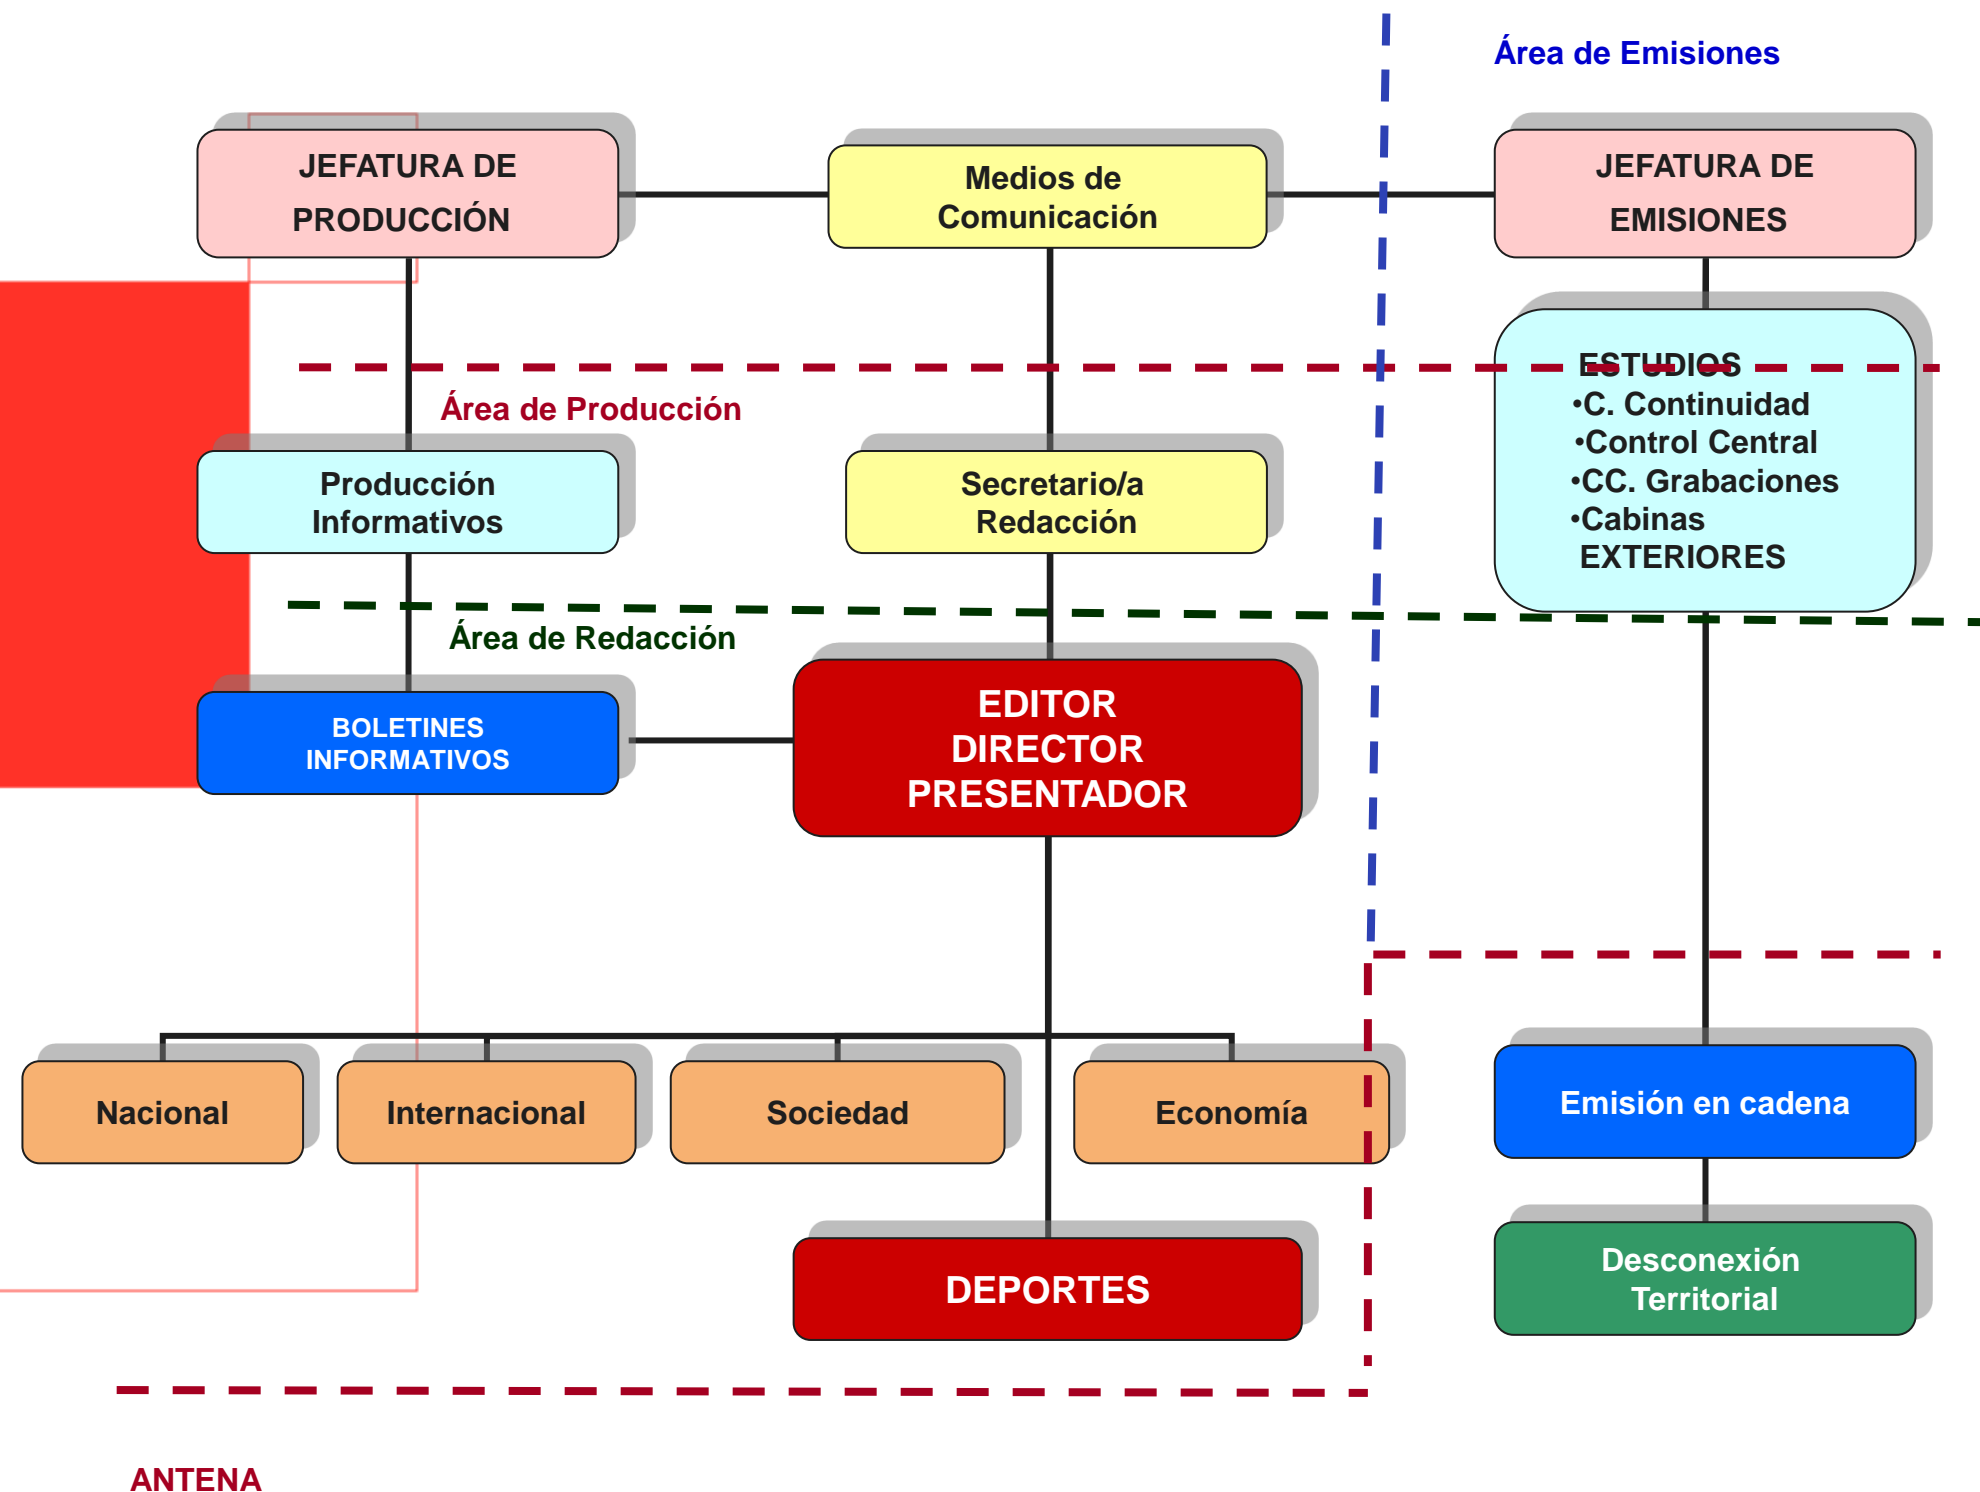 Área de Emisiones
JEFATURA DE
PRODUCCIÓN
Medios de
Comunicación
JEFATURA DE
EMISIONES
ESTUDIOS
•C. Continuidad
•Control Central
•CC. Grabaciones
•Cabinas
EXTERIORES
Área de Producción
Producción
Informativos
Secretario/a
Redacción
Área de Redacción
BOLETINES
INFORMATIVOS
EDITOR
DIRECTOR
PRESENTADOR
Nacional
Internacional
Sociedad
Economía
Emisión en cadena
DEPORTES
Desconexión
Territorial
ANTENA